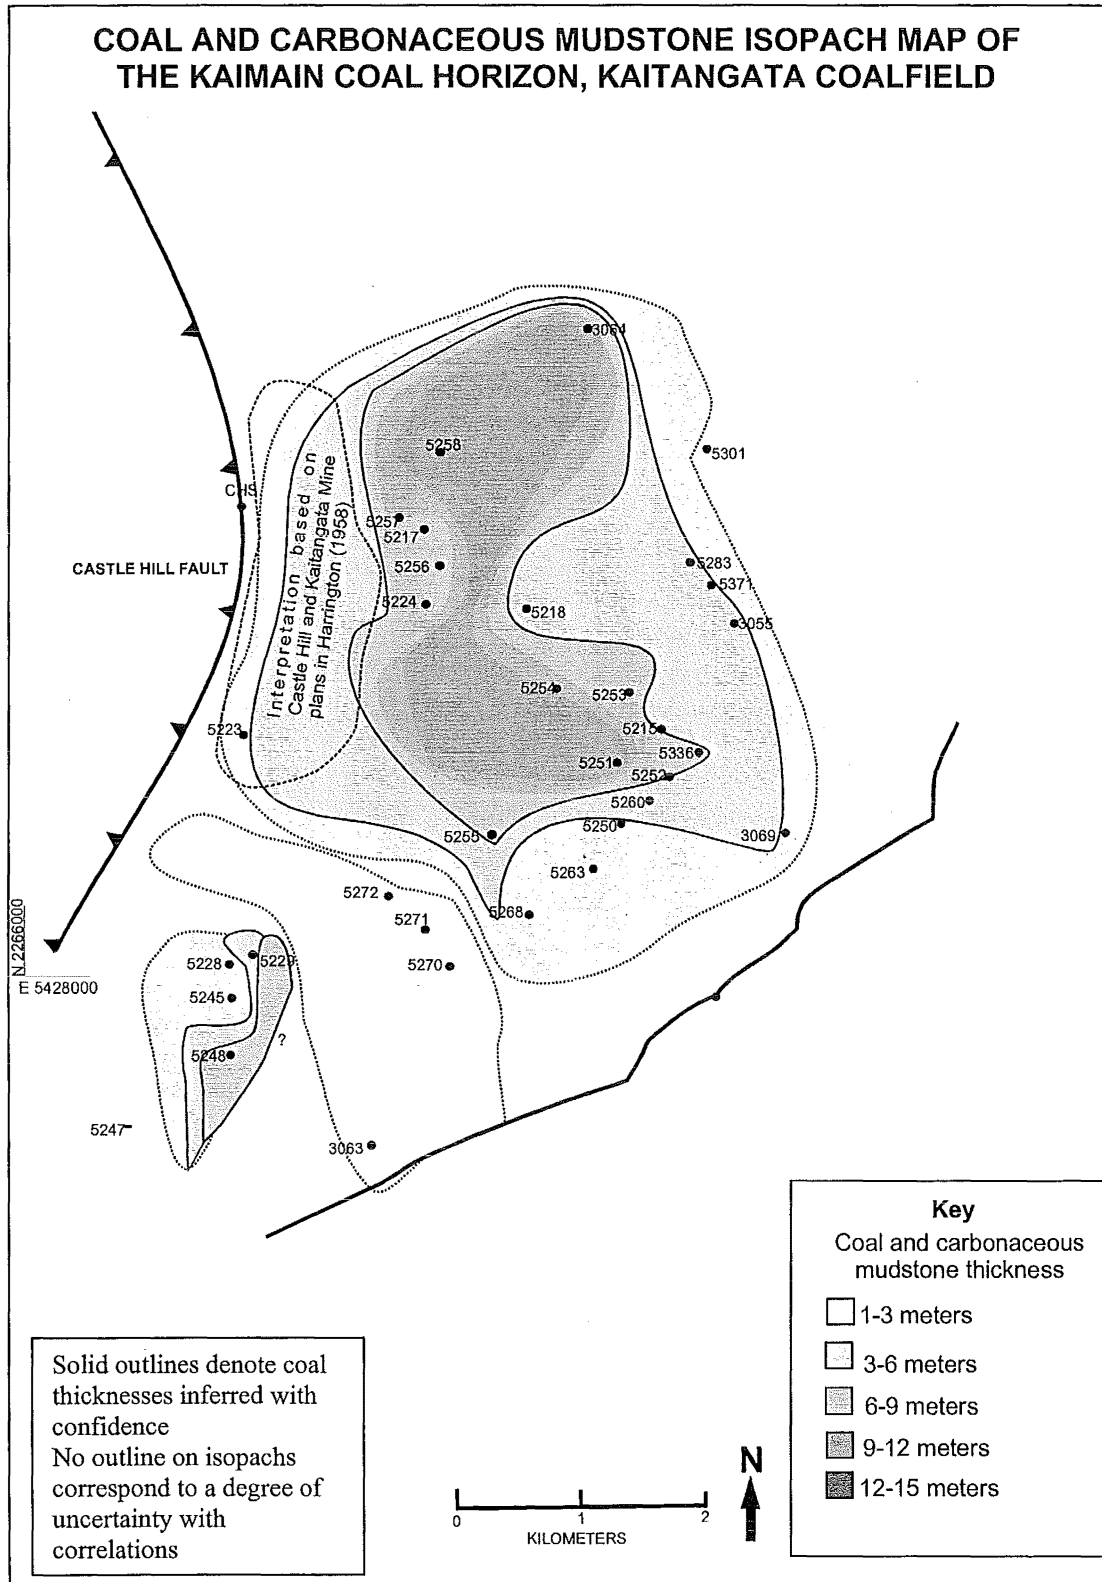 COAL AND CARBONACEOUS MUDSTONE ISOPACH MAP OF
THE KAIMAIN COAL HORIZON, KAITANGATA COALFIELD
3064
5258
5301
CHS
5257
5217
Interpretation based on
Castle Hill and Kaitangata Mine
plans in Harrington (1958)
5256
5283
CASTLE HILL FAULT
5371
5224
5218
3055
5254
5253
5223
5215
5336
5251
5252
5260
5255
5250
3069
5263
5272
5268
5271
N 2266000
E 5428000
5228
5229
5270
5245
?
5248
5247
3063
Key
Coal and carbonaceous
mudstone thickness
1-3 meters
3-6 meters
6-9 meters
9-12 meters
12-15 meters
Solid outlines denote coal
thicknesses inferred with
confidence
No outline on isopachs
correspond to a degree of
uncertainty with
correlations
N
0 1 2
KILOMETERS